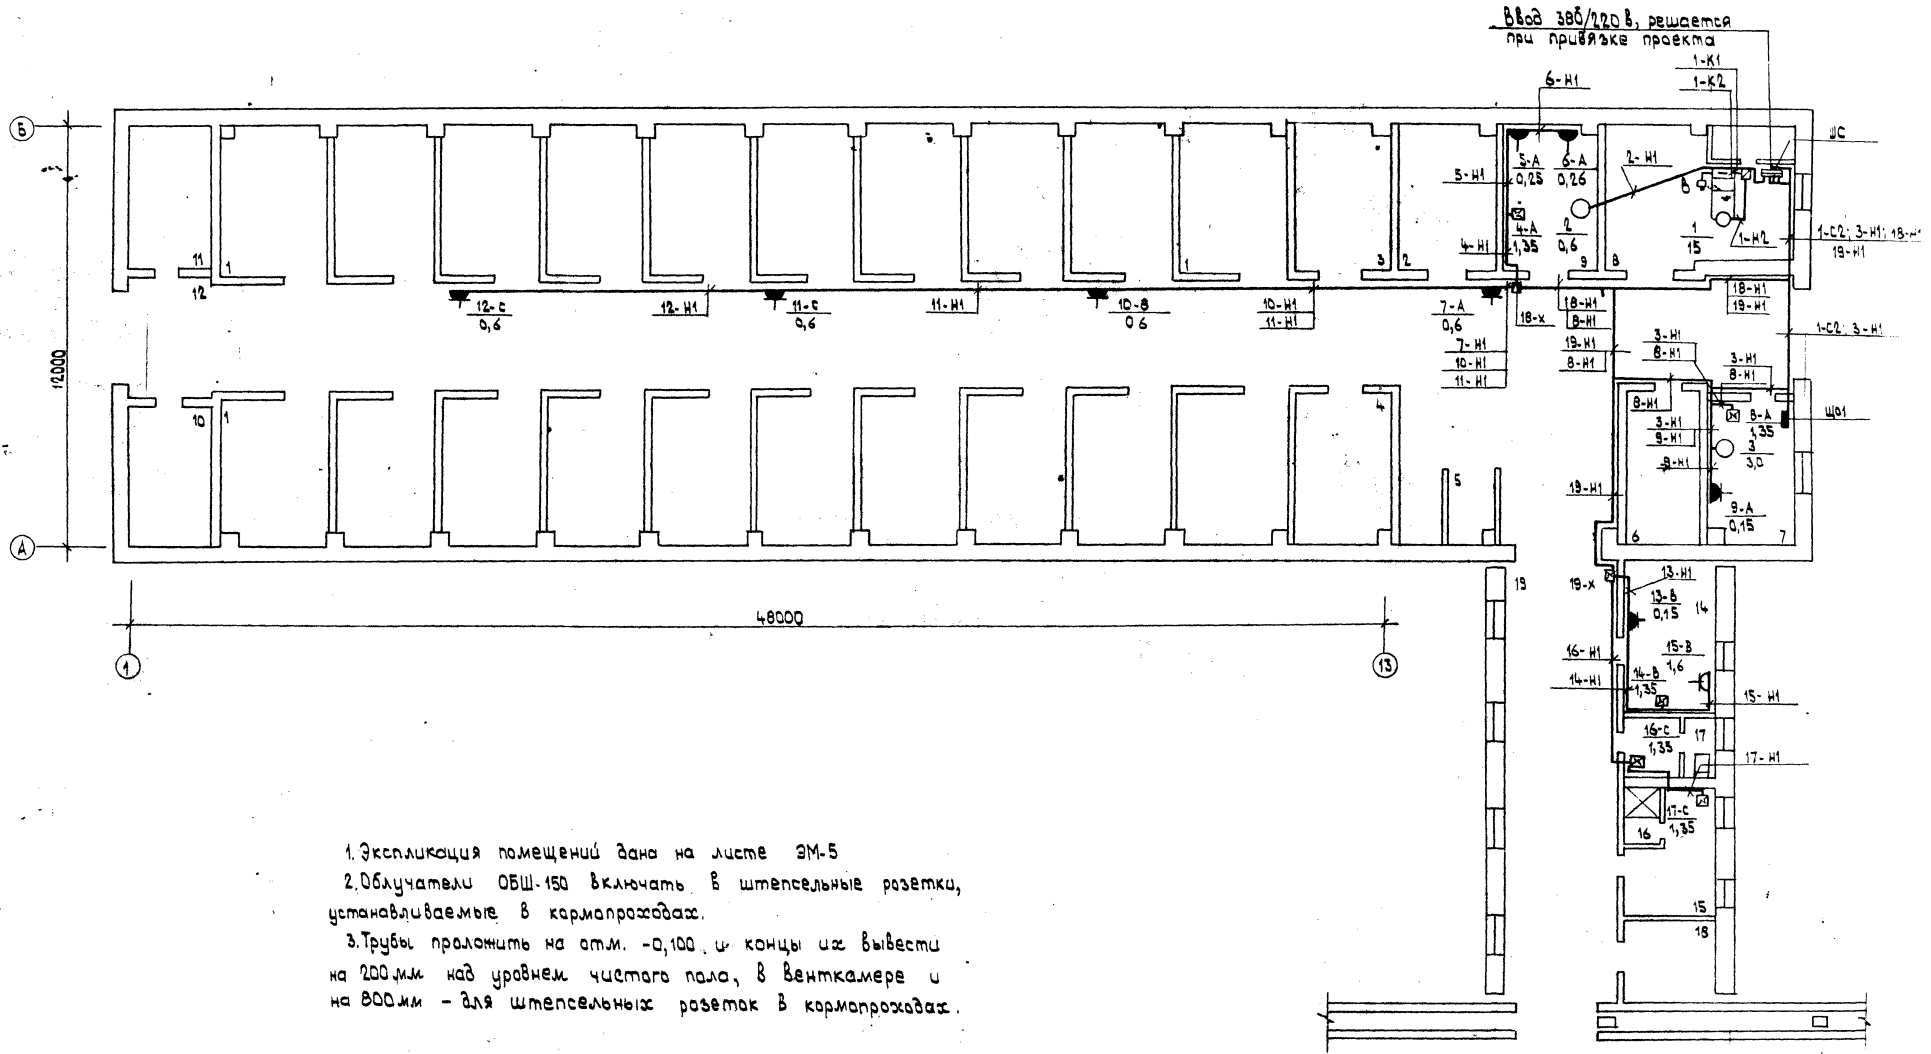 Ввод 380/220 в, решается
при привязке проекта
1-К1
1-К2
6-Н1
Б
ЩС
5-А
0,25
6-А
0,26
2-Н1
5-Н1
В
4-А
1,35
2
0,6
1
15
1-Н2
4-Н1
1-С2; 3-Н1; 18-Н1
19-Н1
11
12
1
1
3
2
9
8
12-С
0,6
12-Н1
11-С
0,6
11-Н1
10-В
0,6
10-Н1
11-Н1
7-А
0,6
18-х
18-Н1
8-Н1
18-Н1
19-Н1
1-С2; 3-Н1
7-Н1
10-Н1
11-Н1
19-Н1
8-Н1
3-Н1
8-Н1
3-Н1
8-Н1
12000
10
1
4
8-Н1
3-Н1
9-Н1
8-А
1,35
ЩО1
3
3,0
9-Н1
5
19-Н1
9-А
0,15
6
7
А
19
19-х
13-Н1
13-В
0,15
14
48000
1
13
16-Н1
15-В
1,6
14-Н1
14-В
1,35
15-Н1
16-С
1,35
17
17-Н1
17-С
1,35
16
15
18
1. Экспликация помещений дана на листе ЭМ-5
2. Облучатели ОБШ-150 включать в штепсельные розетки,
устанавливаемые в кормопроходах.
3. Трубы проложить на отм. -0,100 и концы их вывести
на 200 мм над уровнем чистого пола, в венткамере и
на 800 мм - для штепсельных розеток в кормопроходах.